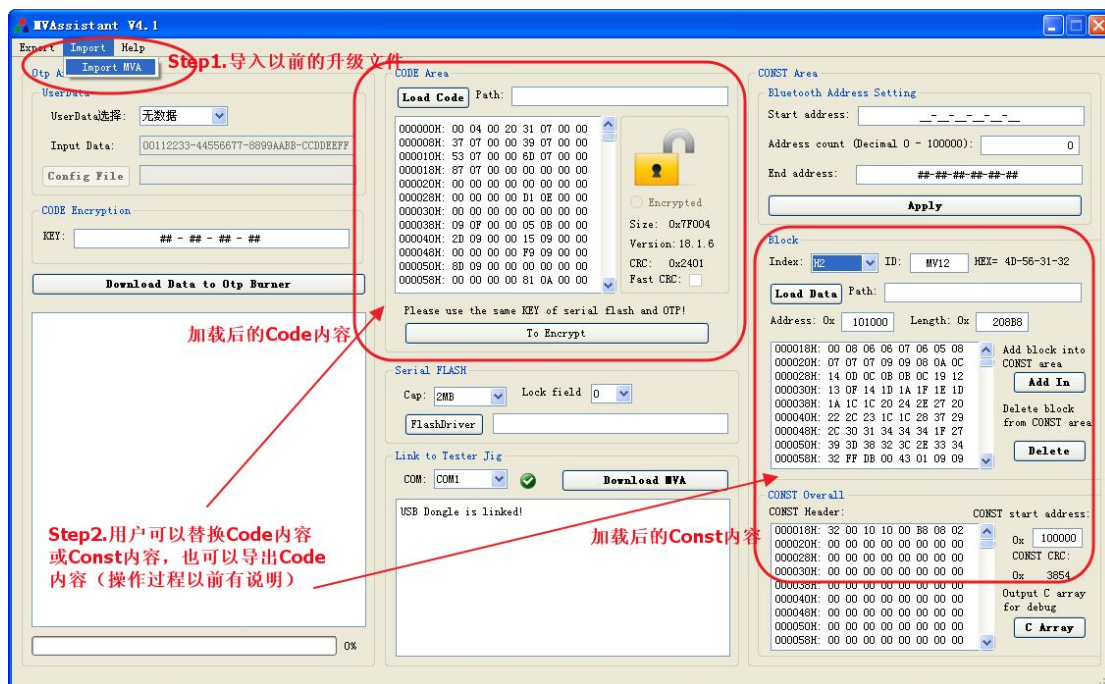 MVAssistant V4.1
Export Import Help
Import MVA
Step1.导入以前的升级文件
Otp A
UserData
UserData选择: 无数据
Input Data: 00112233-44556677-8899AABB-CCDDEEFF
Config File
CODE Encryption
KEY: ## - ## - ## - ##
Download Data to Otp Burner
加载后的Code内容
Step2.用户可以替换Code内容
或Const内容，也可以导出Code
内容（操作过程以前有说明）
0%
CODE Area
Load Code Path:
000000H: 00 04 00 20 31 07 00 00
000008H: 37 07 00 00 39 07 00 00
000010H: 53 07 00 00 6D 07 00 00
000018H: 87 07 00 00 00 00 00 00
000020H: 00 00 00 00 00 00 00 00
000028H: 00 00 00 00 D1 0E 00 00
000030H: 00 00 00 00 00 00 00 00
000038H: 09 0F 00 00 05 0B 00 00
000040H: 2D 09 00 00 15 09 00 00
000048H: 00 00 00 00 F9 09 00 00
000050H: 8D 09 00 00 00 00 00 00
000058H: 00 00 00 00 81 0A 00 00
Encrypted
Size: 0x7F004
Version: 18.1.6
CRC: 0x2401
Fast CRC:
Please use the same KEY of serial flash and OTP!
To Encrypt
Serial FLASH
Cap: 2MB Lock field 0
FlashDriver
Link to Tester Jig
COM: COM1 Download MVA
USB Dongle is linked!
加载后的Const内容
CONST Area
Bluetooth Address Setting
Start address: __-__-__-__-__-__
Address count (Decimal 0 - 100000): 0
End address: ##-##-##-##-##-##
Apply
Block
Index: H2 ID: MV12 HEX= 4D-56-31-32
Load Data Path:
Address: 0x 101000 Length: 0x 208B8
000018H: 00 08 06 06 07 06 05 08
000020H: 07 07 07 09 09 08 0A 0C
000028H: 14 0D 0C 0B 0B 0C 19 12
000030H: 13 0F 14 1D 1A 1F 1E 1D
000038H: 1A 1C 1C 20 24 2E 27 20
000040H: 22 2C 23 1C 1C 28 37 29
000048H: 2C 30 31 34 34 34 1F 27
000050H: 39 3D 38 32 3C 2E 33 34
000058H: 32 FF DB 00 43 01 09 09
Add block into
CONST area
Add In
Delete block
from CONST area
Delete
CONST Overall
CONST Header: CONST start address:
000018H: 32 00 10 10 00 B8 08 02
000020H: 00 00 00 00 00 00 00 00
000028H: 00 00 00 00 00 00 00 00
000030H: 00 00 00 00 00 00 00 00
000038H: 00 00 00 00 00 00 00 00
000040H: 00 00 00 00 00 00 00 00
000048H: 00 00 00 00 00 00 00 00
000050H: 00 00 00 00 00 00 00 00
000058H: 00 00 00 00 00 00 00 00
0x 100000
CONST CRC:
0x 3854
Output C array
for debug
C Array